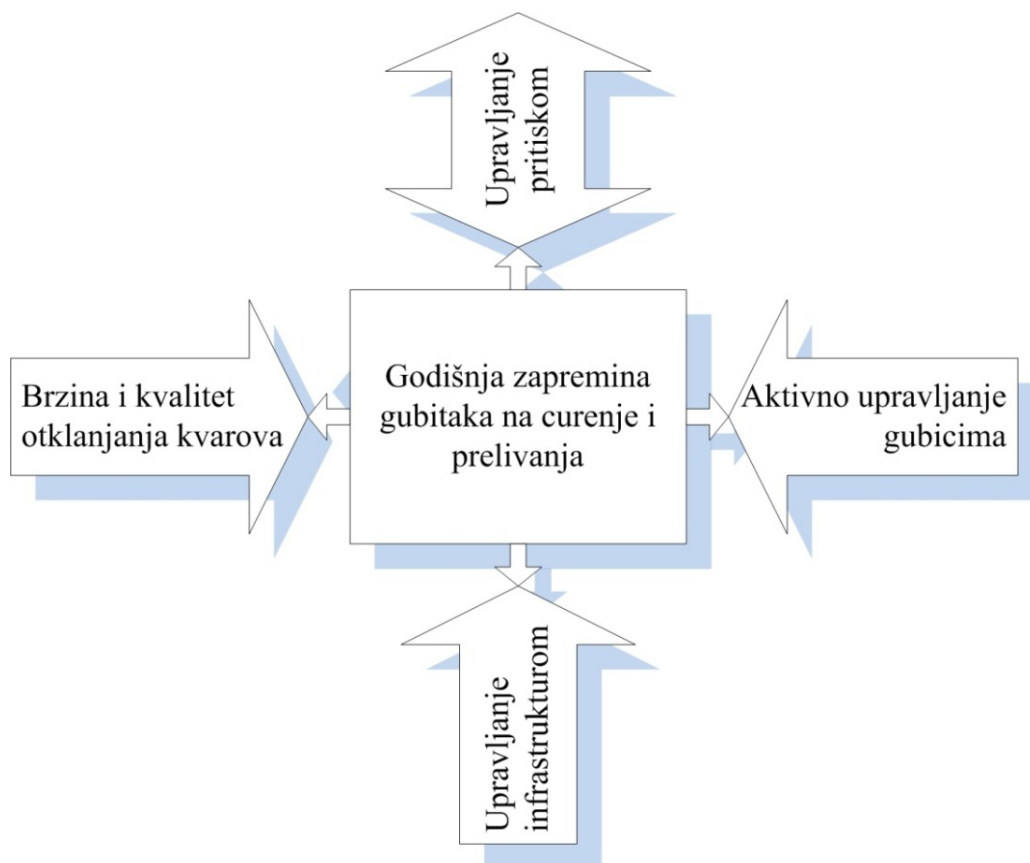 Upravljanje
pritiskom
Brzina i kvalitet
otklanjanja kvarova
Godišnja zapremina
gubitaka na curenje i
prelivanja
Aktivno upravljanje
gubicima
Upravljanje
infrastrukturom